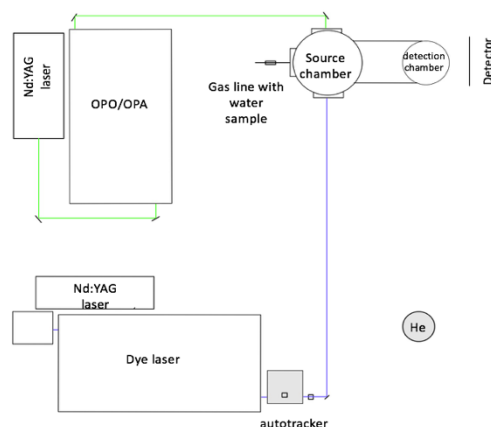 Nd:YAG
laser
OPO/OPA
Source
chamber
detection
chamber
Detector
Gas line with
water
sample
Nd:YAG
laser
Dye laser
He
autotracker